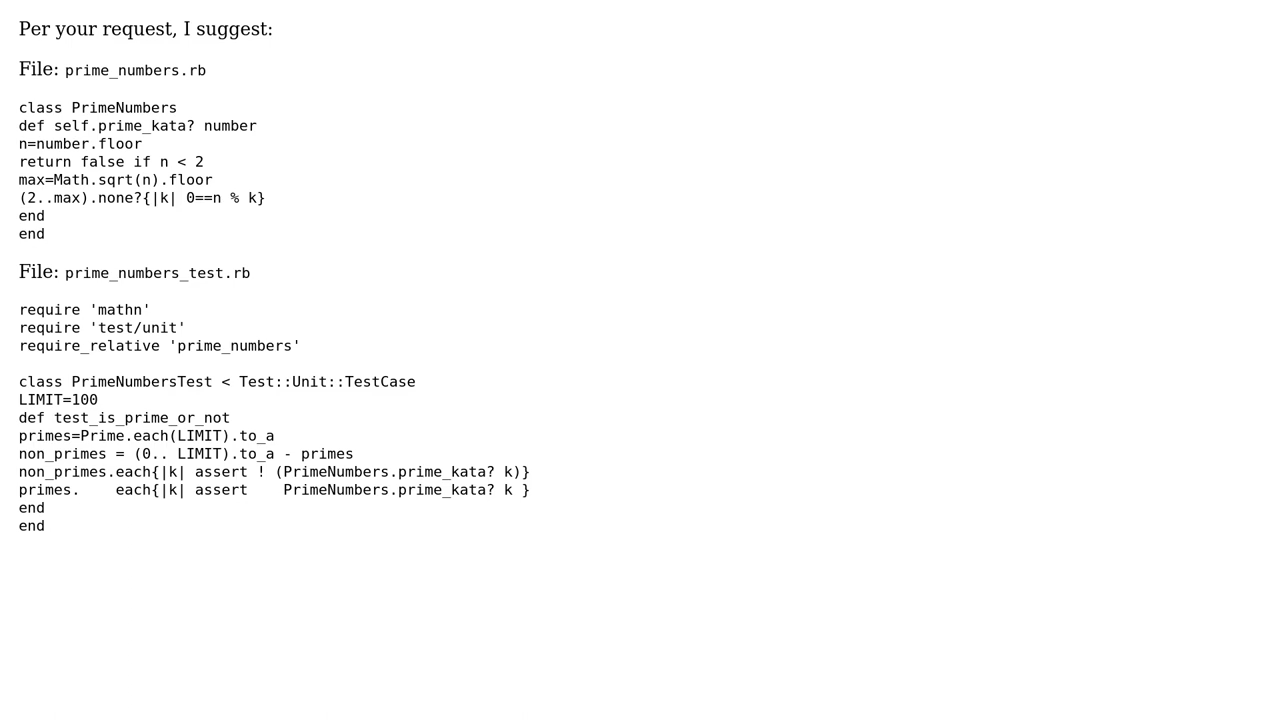 Per your request, I suggest:
File: prime_numbers.rb
class PrimeNumbers
def self.prime_kata? number
n=number.floor
return false if n < 2
max=Math.sqrt(n).floor
(2..max).none?{|k| 0==n % k}
end
end
File: prime_numbers_test.rb
require 'mathn'
require 'test/unit'
require_relative 'prime_numbers'
class PrimeNumbersTest < Test::Unit::TestCase
LIMIT=100
def test_is_prime_or_not
primes=Prime.each(LIMIT).to_a
non_primes = (0.. LIMIT).to_a - primes
non_primes.each{|k| assert ! (PrimeNumbers.prime_kata? k)}
primes.    each{|k| assert    PrimeNumbers.prime_kata? k }
end
end